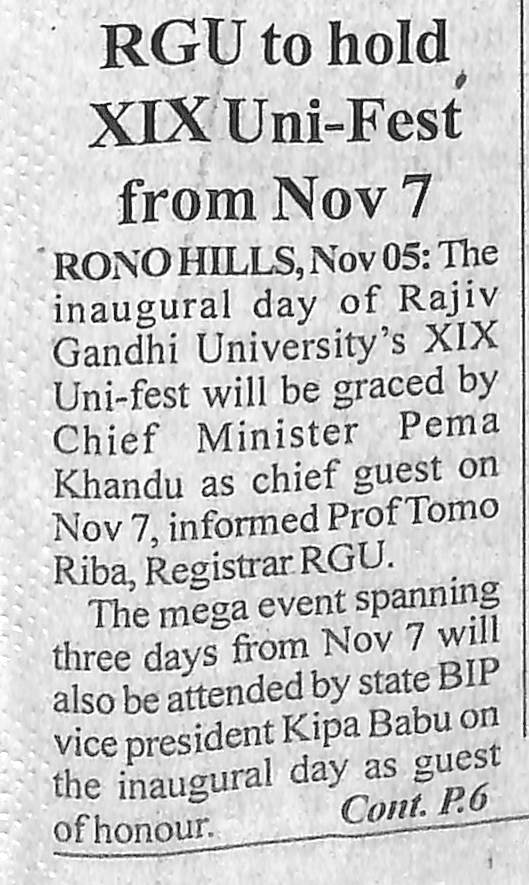 RGU to hold
XIX Uni-Fest
from Nov 7
RONO HILLS, Nov 05: The
inaugural day of Rajiv
Gandhi University's XIX
Uni-fest will be graced by
Chief Minister Pema
Khandu as chief guest on
Nov 7, informed Prof Tomo
Riba, Registrar RGU.
The mega event spanning
three days from Nov 7 will
also be attended by state BJP
vice president Kipa Babu on
the inaugural day as guest
of honour. Cont. P.6